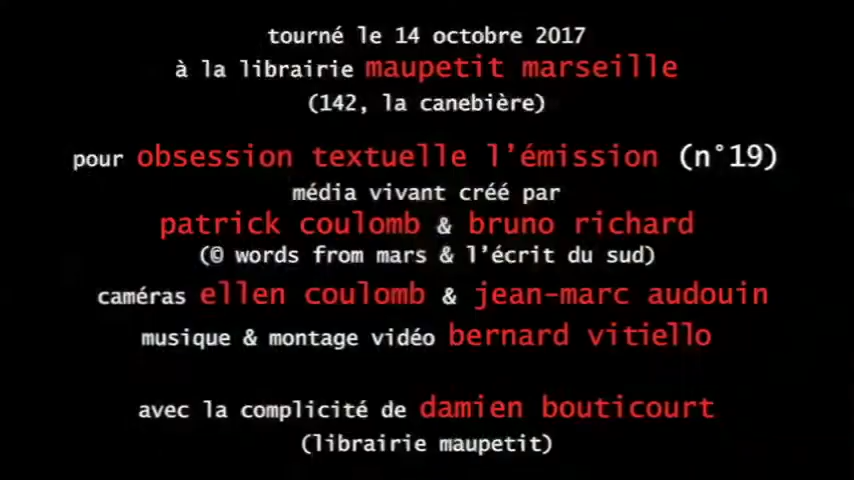 tourné le 14 octobre 2017
à la librairie maupetit marseille
(142, la canebière)
pour obsession textuelle l'émission (n°19)
média vivant créé par
patrick coulomb & bruno richard
(© words from mars & l'écrit du sud)
caméras ellen coulomb & jean-marc audouin
musique & montage vidéo bernard vitiello
avec la complicité de damien bouticourt
(librairie maupetit)